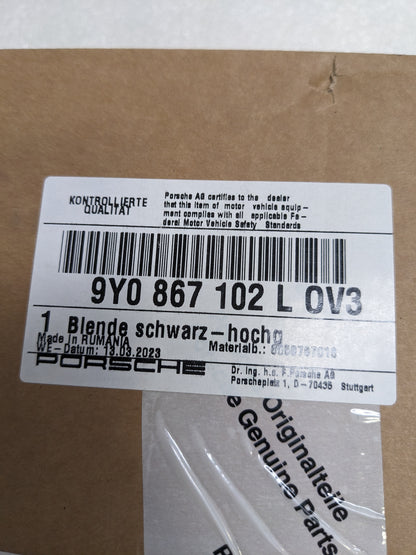 KONTROLLIERTE
QUALITAT
Porsche AG certifies to the dealer
that this item of motor vehicle equip-
ment complies with all applicable Fe-
deral Motor Vehicle Safety Standards
9Y0 867 102 L OV3
1 Blende schwarz-hochg
Made in RUMANIA
Materialb.:
WE-Datum: 13.03.2023
PORSCHE
Dr. Ing. h.c. F.Porsche AG
Porscheplatz 1, D-70435 Stuttgart
Originalteile
Genuine Parts